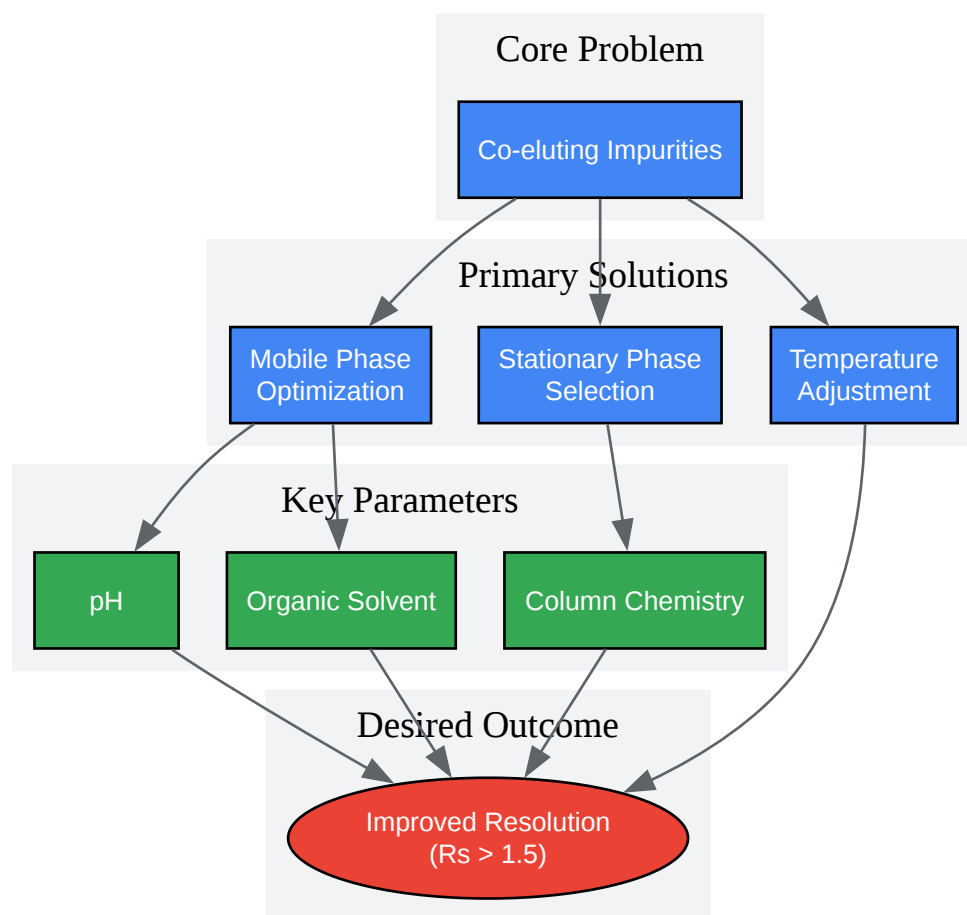 Core Problem
Co-eluting Impurities
Primary Solutions
Mobile Phase
Optimization
Stationary Phase
Selection
Temperature
Adjustment
Key Parameters
pH
Organic Solvent
Column Chemistry
Desired Outcome
Improved Resolution
(Rs > 1.5)